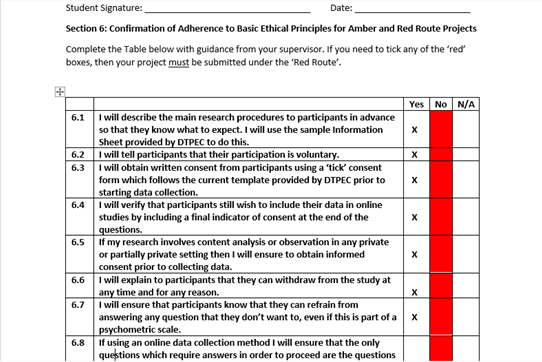 Student Signature: ___________________________________ Date: ________________________
Section 6: Confirmation of Adherence to Basic Ethical Principles for Amber and Red Route Projects
Complete the Table below with guidance from your supervisor. If you need to tick any of the ‘red’
boxes, then your project must be submitted under the ‘Red Route’.
Yes No N/A
6.1 I will describe the main research procedures to participants in advance
so that they know what to expect. I will use the sample Information X
Sheet provided by DTPEC to do this.
6.2 I will tell participants that their participation is voluntary. X
6.3 I will obtain written consent from participants using a ‘tick’ consent
form which follows the current template provided by DTPEC prior to X
starting data collection.
6.4 I will verify that participants still wish to include their data in online
studies by including a final indicator of consent at the end of the X
questions.
6.5 If my research involves content analysis or observation in any private
or partially private setting then I will ensure to obtain informed X
consent prior to collecting data.
6.6 I will explain to participants that they can withdraw from the study at
any time and for any reason. X
6.7 I will ensure that participants know that they can refrain from
answering any question that they don’t want to, even if this is part of a X
psychometric scale.
6.8 If using an online data collection method I will ensure that the only
questions which require answers in order to proceed are the questions